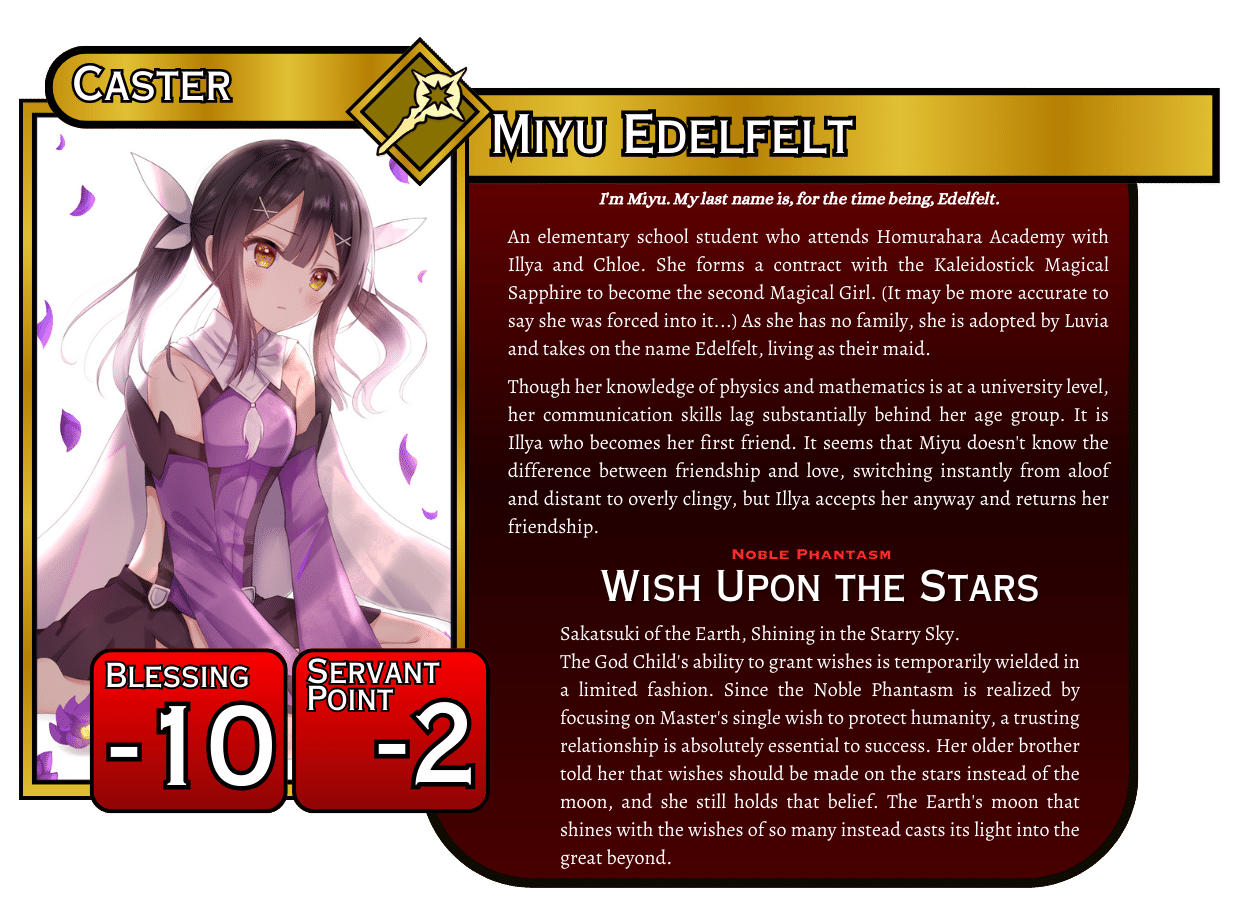 Caster
Miyu Edelfelt
I'm Miyu. My last name is, for the time being, Edelfelt.
An elementary school student who attends Homurahara Academy with
Illya and Chloe. She forms a contract with the Kaleidostick Magical
Sapphire to become the second Magical Girl. (It may be more accurate to
say she was forced into it...) As she has no family, she is adopted by Luvia
and takes on the name Edelfelt, living as their maid.
Though her knowledge of physics and mathematics is at a university level,
her communication skills lag substantially behind her age group. It is
Illya who becomes her first friend. It seems that Miyu doesn't know the
difference between friendship and love, switching instantly from aloof
and distant to overly clingy, but Illya accepts her anyway and returns her
friendship.
Noble Phantasm
Wish Upon the Stars
Sakatsuki of the Earth, Shining in the Starry Sky.
The God Child's ability to grant wishes is temporarily wielded in
a limited fashion. Since the Noble Phantasm is realized by
focusing on Master's single wish to protect humanity, a trusting
relationship is absolutely essential to success. Her older brother
told her that wishes should be made on the stars instead of the
moon, and she still holds that belief. The Earth's moon that
shines with the wishes of so many instead casts its light into the
great beyond.
Blessing
-10
Servant
Point
-2